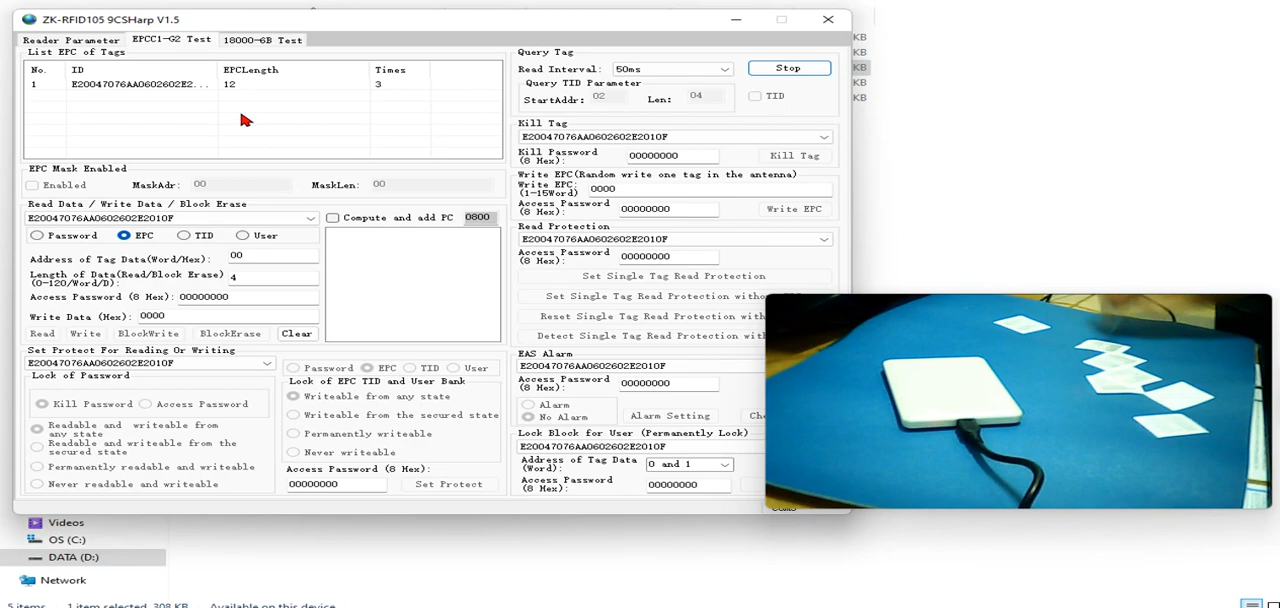 ZK-RFID105 9CSHarp V1.5
KB
KB
KB
KB
KB
Reader Parameter EPCC1-G2 Test 18000-6B Test
List EPC of Tags
No. ID EPCLength Times
1 E20047076AA0602602E2... 12 3
EPC Mask Enabled
Enabled MaskAdr: 00 MaskLen: 00
Read Data / Write Data / Block Erase
E20047076AA0602602E2010F Compute and add PC 0800
Password EPC TID User
Address of Tag Data(Word/Hex): 00
Length of Data(Read/Block Erase) 4
(0-120/Word/D):
Access Password (8 Hex): 00000000
Write Data (Hex): 0000
Read Write BlockWrite BlockErase Clear
Set Protect For Reading Or Writing
E20047076AA0602602E2010F
Lock of Password
Kill Password Access Password
Readable and writeable from
any state
Readable and writeable from the
secured state
Permanently readable and writeable
Never readable and writeable
Password EPC TID User
Lock of EPC TID and User Bank
Writeable from any state
Writeable from the secured state
Permanently writeable
Never writeable
Access Password (8 Hex):
00000000 Set Protect
Query Tag
Read Interval: 50ms Stop
Query TID Parameter
StartAddr: 02 Len: 04 TID
Kill Tag
E20047076AA0602602E2010F
Kill Password
(8 Hex): 00000000 Kill Tag
Write EPC(Random write one tag in the antenna)
Write EPC: 0000
(1-15Word)
Access Password
(8 Hex): 00000000 Write EPC
Read Protection
E20047076AA0602602E2010F
Access Password
(8 Hex): 00000000
Set Single Tag Read Protection
Set Single Tag Read Protection witho
Reset Single Tag Read Protection with
Detect Single Tag Read Protection with
EAS Alarm
E20047076AA0602602E2010F
Access Password
(8 Hex): 00000000
Alarm
No Alarm Alarm Setting Che
Lock Block for User (Permanently Lock)
E20047076AA0602602E2010F
Address of Tag Data
(Word): 0 and 1
Access Password
(8 Hex): 00000000
Videos
OS (C:)
DATA (D:)
Network
5 items 1 item selected 308 KB Available on this device